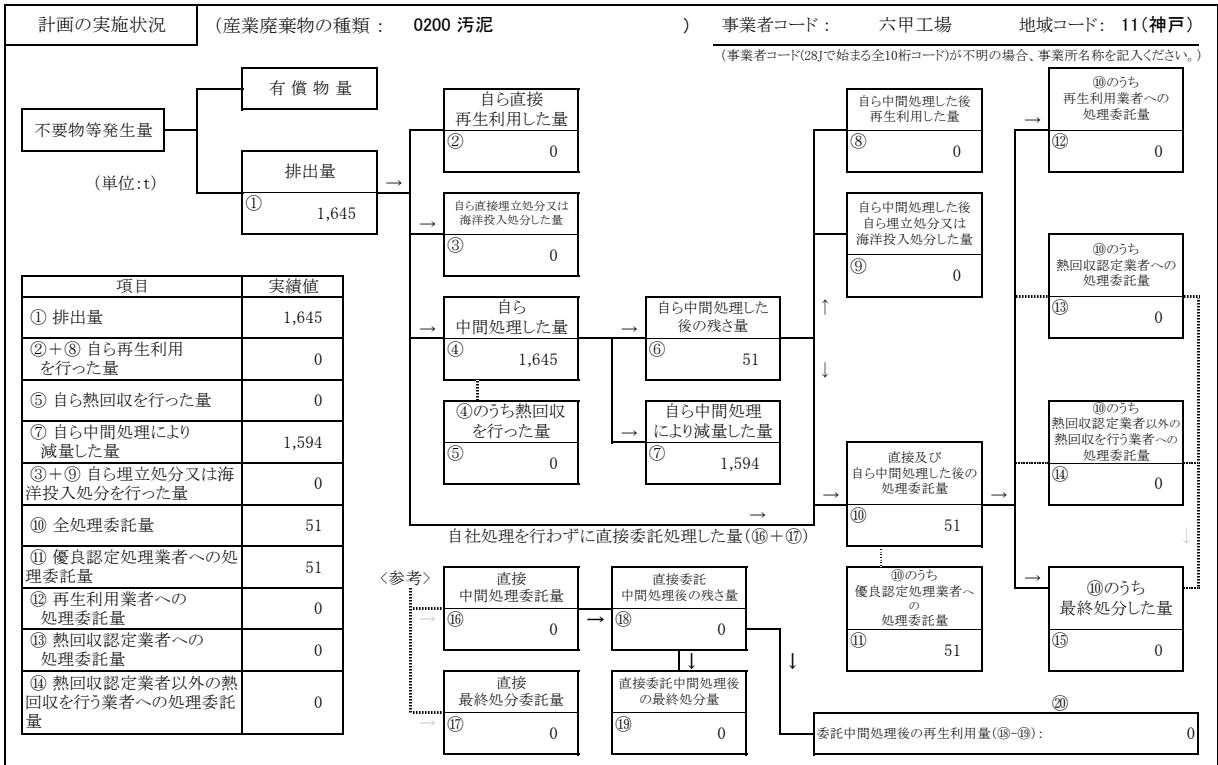 計画の実施状況
(産業廃棄物の種類： 0200 汚泥 )
事業者コード： 六甲工場
地域コード： 11(神戸)
(事業者コード(28Jで始まる全10桁コード)が不明の場合、事業所名称を記入ください。)
不要物等発生量
(単位:t)
有償物量
排出量
→
① 1,645
自ら直接
再生利用した量
② 0
→
自ら直接埋立処分又は
海洋投入処分した量
③ 0
→
自ら
中間処理した量
④ 1,645
④のうち熱回収
を行った量
⑤ 0
→
自ら中間処理した
後の残さ量
⑥ 51
→
自ら中間処理
により減量した量
⑦ 1,594
自ら中間処理した後
再生利用した量
⑧ 0
自ら中間処理した後
自ら埋立処分又は
海洋投入処分した量
⑨ 0
↑
↓
→
直接及び
自ら中間処理した後の
処理委託量
⑩ 51
→
⑩のうち
優良認定処理業者へ
の
処理委託量
⑪ 51
→
⑩のうち
再生利用業者への
処理委託量
⑫ 0
⑩のうち
熱回収認定業者への
処理委託量
⑬ 0
⑩のうち
熱回収認定業者以外の
熱回収を行う業者への
処理委託量
⑭ 0
↓
→
⑩のうち
最終処分した量
⑮ 0
→
自社処理を行わずに直接委託処理した量(⑯+⑰)
〈参考〉
→
直接
中間処理委託量
⑯ 0
→
直接委託
中間処理後の残さ量
⑱ 0
↓
↓
→
直接
最終処分委託量
⑰ 0
直接委託中間処理後
の最終処分量
⑲ 0
⑳
委託中間処理後の再生利用量(⑱-⑲)： 0
項目 実績値
① 排出量 1,645
②+⑧ 自ら再生利用
を行った量 0
⑤ 自ら熱回収を行った量 0
⑦ 自ら中間処理により
減量した量 1,594
③+⑨ 自ら埋立処分又は海
洋投入処分を行った量 0
⑩ 全処理委託量 51
⑪ 優良認定処理業者への処
理委託量 51
⑫ 再生利用業者への
処理委託量 0
⑬ 熱回収認定業者への
処理委託量 0
⑭ 熱回収認定業者以外の熱
回収を行う業者への処理委託
量 0